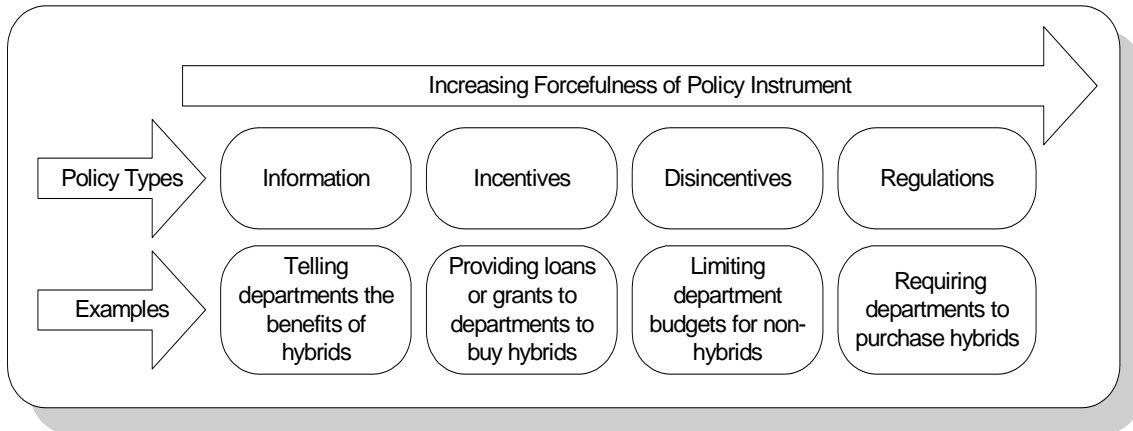 Increasing Forcefulness of Policy Instrument
Policy Types
Information
Incentives
Disincentives
Regulations
Examples
Telling
departments the
benefits of
hybrids
Providing loans
or grants to
departments to
buy hybrids
Limiting
department
budgets for non-
hybrids
Requiring
departments to
purchase hybrids